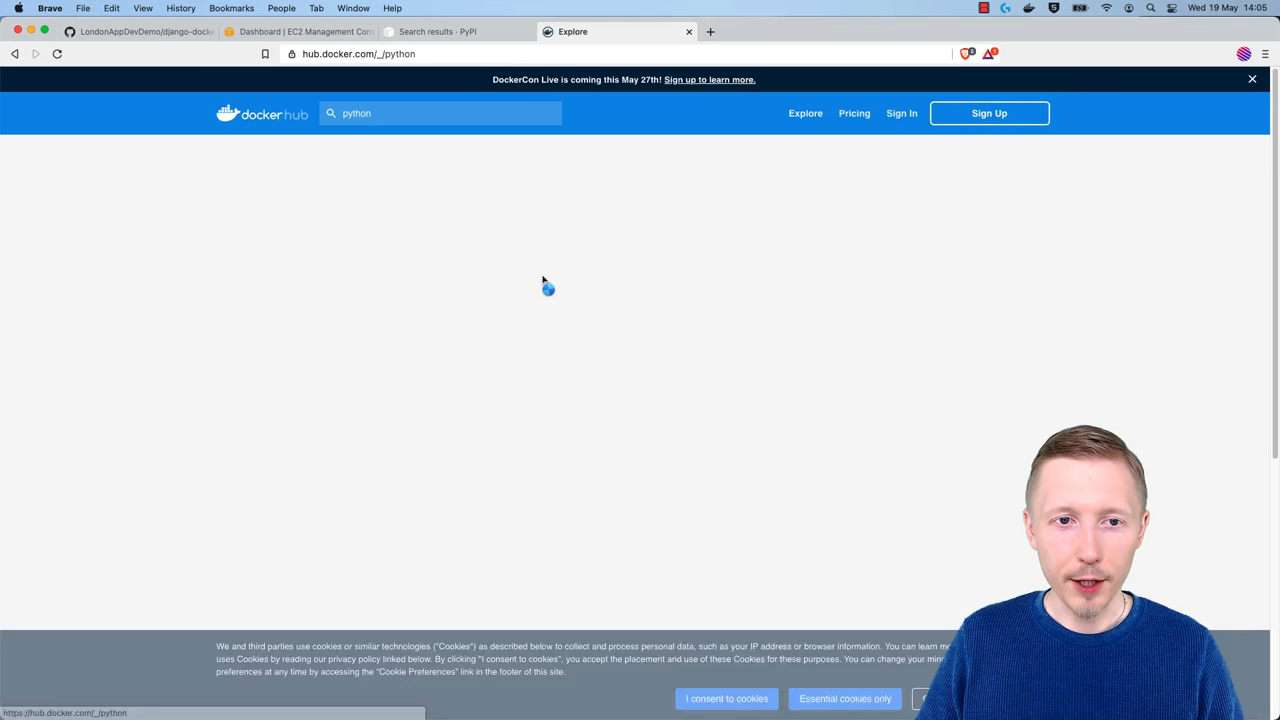 Brave File Edit View History Bookmarks People Tab Window Help Wed 19 May 14:05
LondonAppDevDemo/django-docke Dashboard | EC2 Management Con Search results · PyPI Explore
hub.docker.com/_/python
DockerCon Live is coming this May 27th! Sign up to learn more.
docker hub python Explore Pricing Sign In Sign Up
We and third parties use cookies or similar technologies ("Cookies") as described below to collect and process personal data, such as your IP address or browser information. You can learn m
uses Cookies by reading our privacy policy linked below. By clicking "I consent to cookies", you accept the placement and use of these Cookies for these purposes. You can change your min
preferences at any time by accessing the "Cookie Preferences" link in the footer of this site.
I consent to cookies Essential cookies only
https://hub.docker.com/_/python